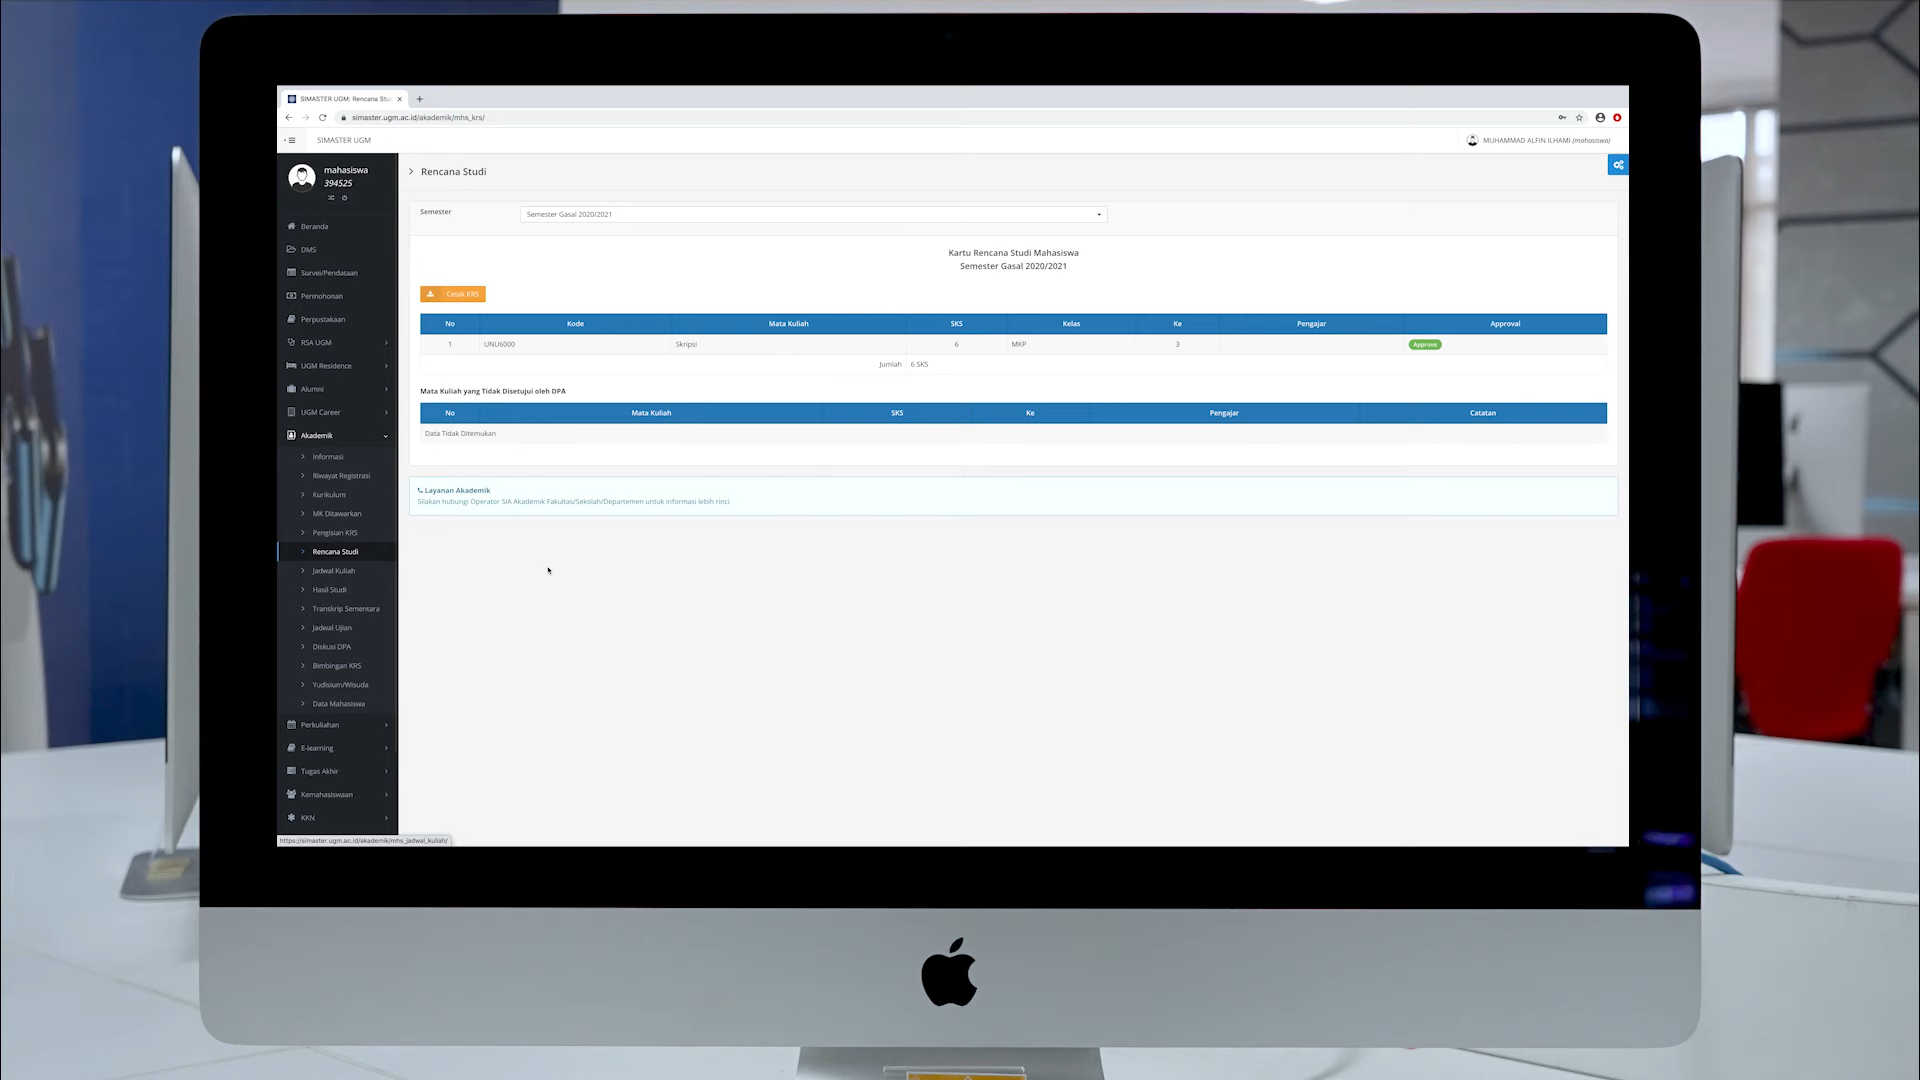 SIMASTER UGM: Rencana Stu
simaster.ugm.ac.id/akademik/mhs_krs/
SIMASTER UGM
MUHAMMAD ALFIN ILHAMI (mahasiswa)
mahasiswa
394525
Beranda
DMS
Survei/Pendataan
Permohonan
Perpustakaan
RSA UGM
UGM Residence
Alumni
UGM Career
Akademik
Informasi
Riwayat Registrasi
Kurikulum
MK Ditawarkan
Pengisian KRS
Rencana Studi
Jadwal Kuliah
Hasil Studi
Transkrip Sementara
Jadwal Ujian
Diskusi DPA
Bimbingan KRS
Yudisium/Wisuda
Data Mahasiswa
Perkuliahan
E-learning
Tugas Akhir
Kemahasiswaan
KKN
Rencana Studi
Semester Semester Gasal 2020/2021
Kartu Rencana Studi Mahasiswa
Semester Gasal 2020/2021
Cetak KRS
No Kode Mata Kuliah SKS Kelas Ke Pengajar Approval
1 UNU6000 Skripsi 6 MKP 3 Approve
Jumlah 6 SKS
Mata Kuliah yang Tidak Disetujui oleh DPA
No Mata Kuliah SKS Ke Pengajar Catatan
Data Tidak Ditemukan
Layanan Akademik
Silakan hubungi Operator SIA Akademik Fakultas/Sekolah/Departemen untuk informasi lebih rinci.
https://simaster.ugm.ac.id/akademik/mhs_jadwal_kuliah/